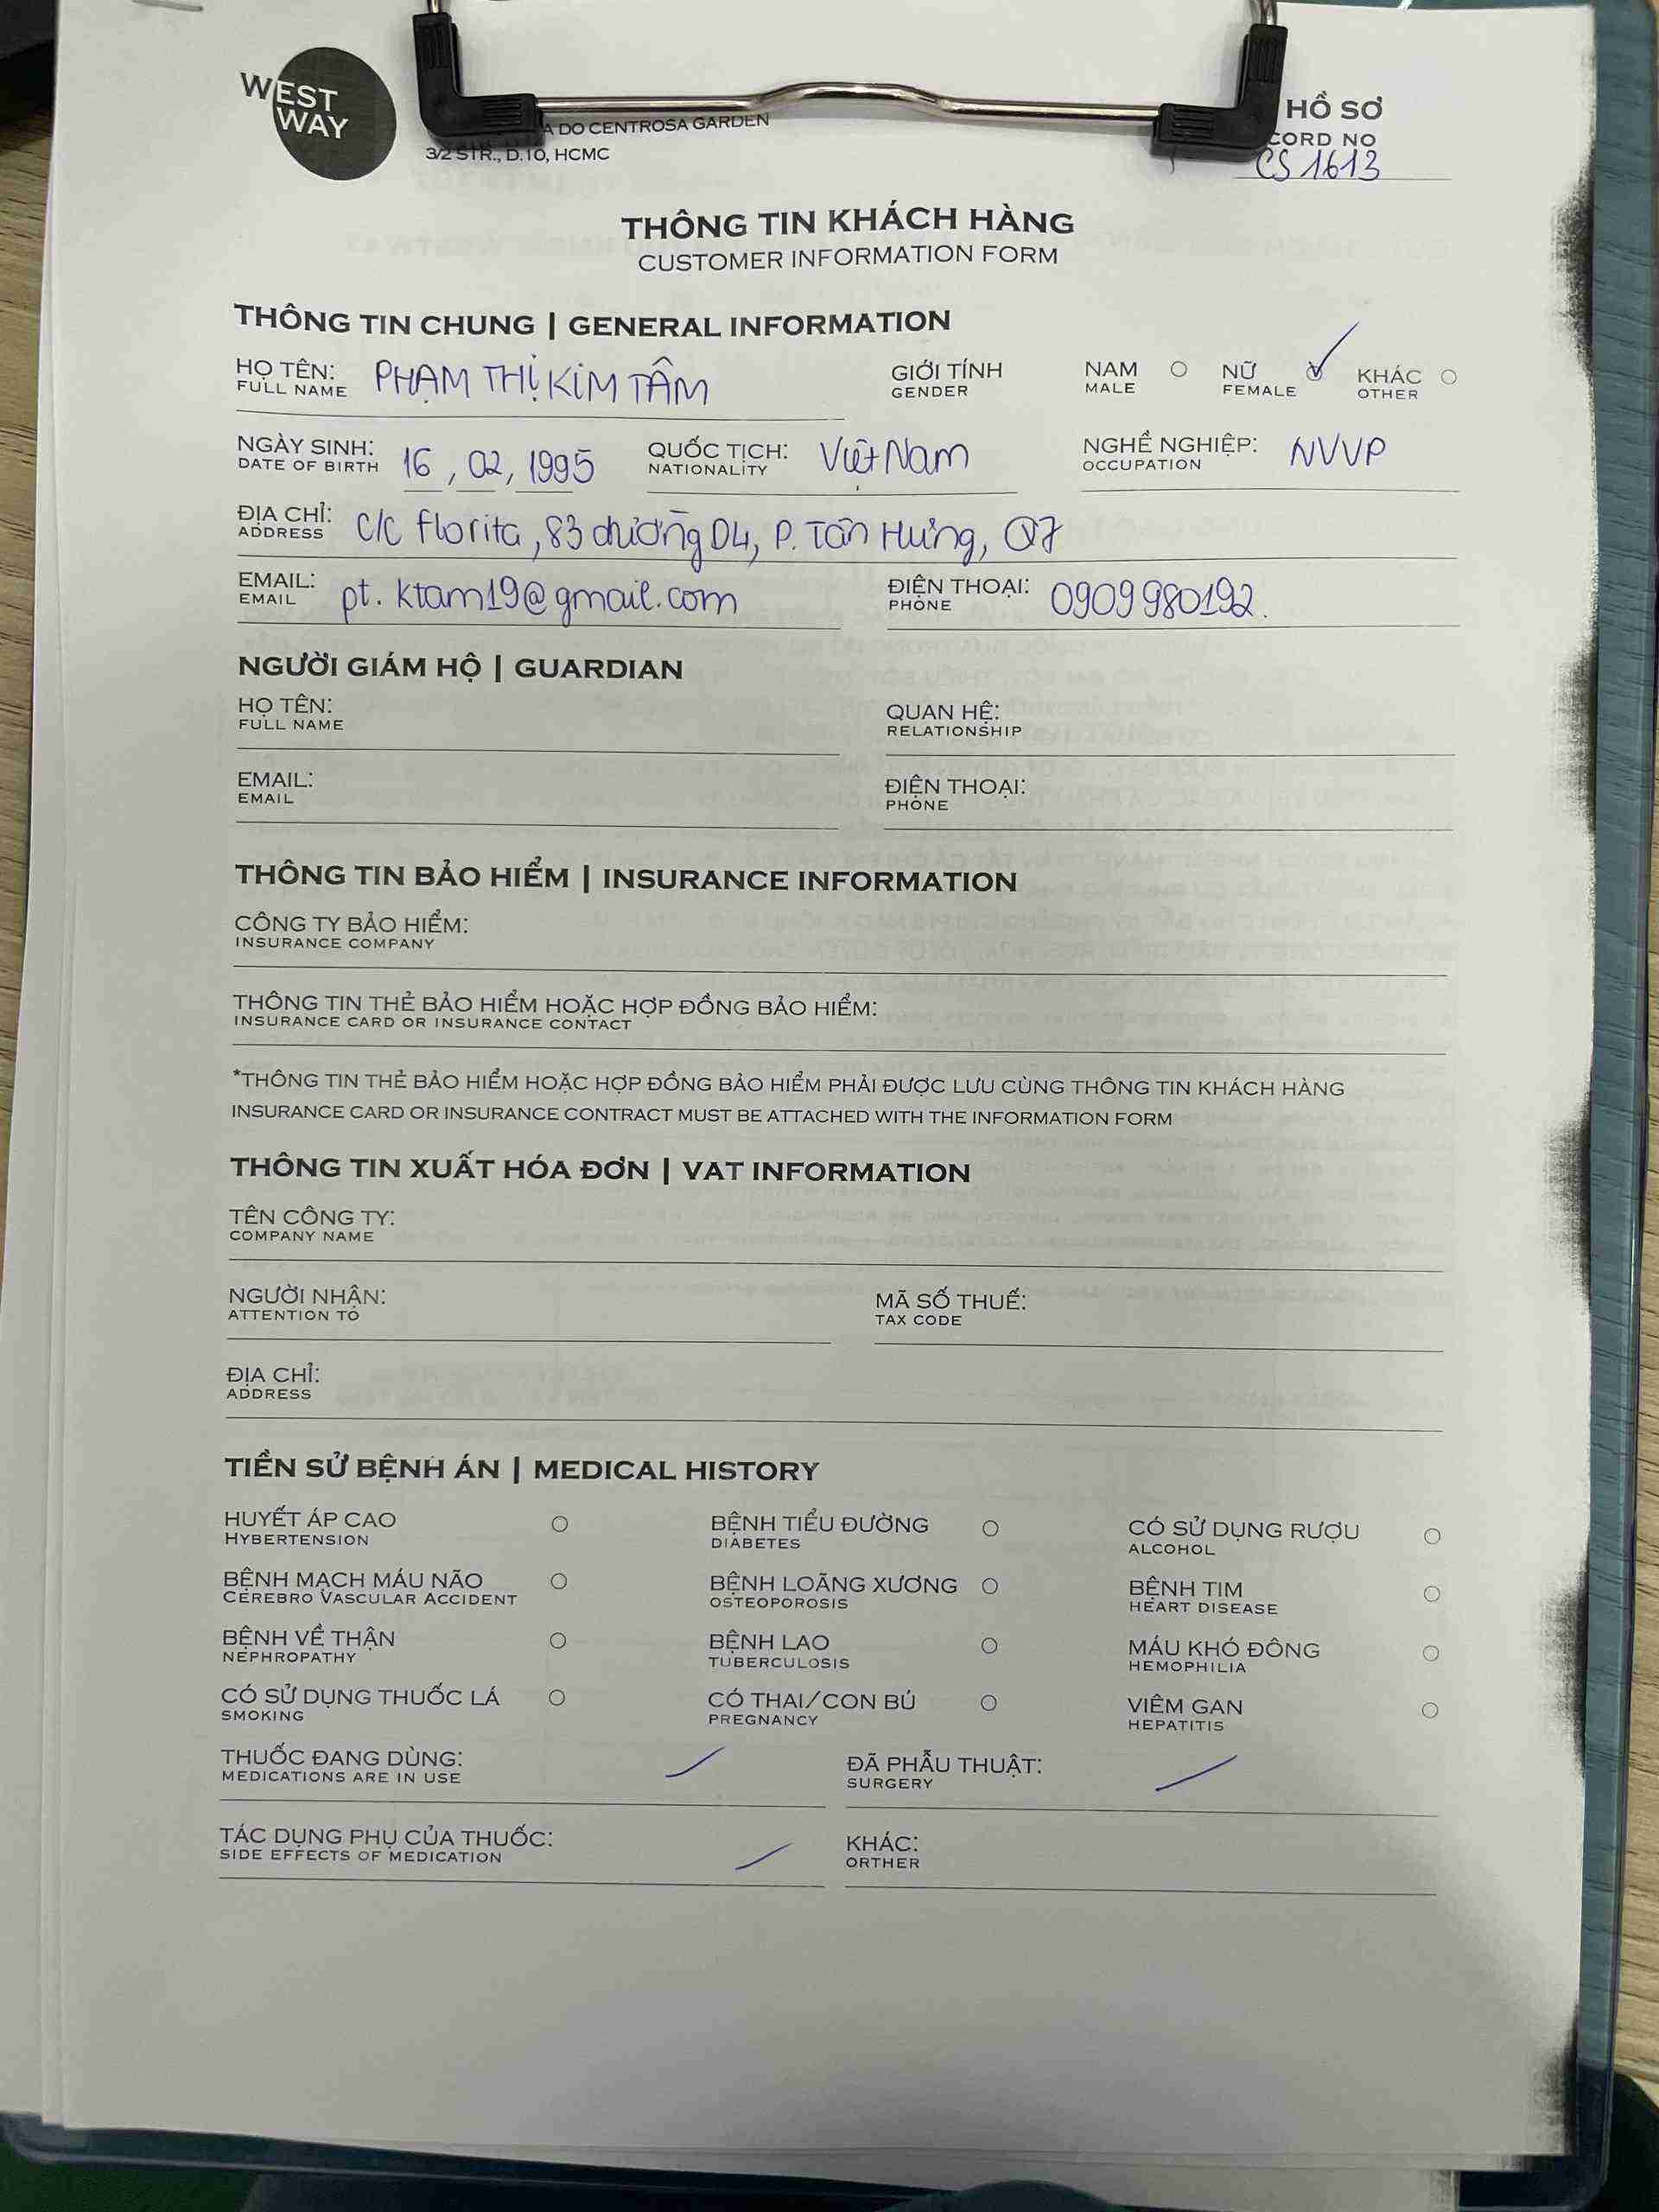 WEST
WAY
A DO CENTROSA GARDEN
3/2 STR., D.10, HCMC
HỒ SƠ
CORD NO
CS 1613
THÔNG TIN KHÁCH HÀNG
CUSTOMER INFORMATION FORM
THÔNG TIN CHUNG | GENERAL INFORMATION
HỌ TÊN: PHẠM THỊ KIM TÂM GIỚI TÍNH NAM NỮ KHÁC
FULL NAME GENDER MALE FEMALE OTHER
NGÀY SINH: 16, 02, 1995 QUỐC TỊCH: Việt Nam NGHỀ NGHIỆP: NVVP
DATE OF BIRTH NATIONALITY OCCUPATION
ĐỊA CHỈ: C/C florita, 83 đường D4, P. Tân Hưng, Q7
ADDRESS
EMAIL: pt.ktam19@gmail.com ĐIỆN THOẠI: 0909980192.
EMAIL PHONE
NGƯỜI GIÁM HỘ | GUARDIAN
HỌ TÊN: QUAN HỆ:
FULL NAME RELATIONSHIP
EMAIL: ĐIỆN THOẠI:
EMAIL PHONE
THÔNG TIN BẢO HIỂM | INSURANCE INFORMATION
CÔNG TY BẢO HIỂM:
INSURANCE COMPANY
THÔNG TIN THẺ BẢO HIỂM HOẶC HỢP ĐỒNG BẢO HIỂM:
INSURANCE CARD OR INSURANCE CONTACT
*THÔNG TIN THẺ BẢO HIỂM HOẶC HỢP ĐỒNG BẢO HIỂM PHẢI ĐƯỢC LƯU CÙNG THÔNG TIN KHÁCH HÀNG
INSURANCE CARD OR INSURANCE CONTRACT MUST BE ATTACHED WITH THE INFORMATION FORM
THÔNG TIN XUẤT HÓA ĐƠN | VAT INFORMATION
TÊN CÔNG TY:
COMPANY NAME
NGƯỜI NHẬN: MÃ SỐ THUẾ:
ATTENTION TO TAX CODE
ĐỊA CHỈ:
ADDRESS
TIỀN SỬ BỆNH ÁN | MEDICAL HISTORY
HUYẾT ÁP CAO BỆNH TIỂU ĐƯỜNG CÓ SỬ DỤNG RƯỢU
HYBERTENSION DIABETES ALCOHOL
BỆNH MẠCH MÁU NÃO BỆNH LOÃNG XƯƠNG BỆNH TIM
CEREBRO VASCULAR ACCIDENT OSTEOPOROSIS HEART DISEASE
BỆNH VỀ THẬN BỆNH LAO MÁU KHÓ ĐÔNG
NEPHROPATHY TUBERCULOSIS HEMOPHILIA
CÓ SỬ DỤNG THUỐC LÁ CÓ THAI/CON BÚ VIÊM GAN
SMOKING PREGNANCY HEPATITIS
THUỐC ĐANG DÙNG: ĐÃ PHẪU THUẬT:
MEDICATIONS ARE IN USE SURGERY
TÁC DỤNG PHỤ CỦA THUỐC: KHÁC:
SIDE EFFECTS OF MEDICATION ORTHER